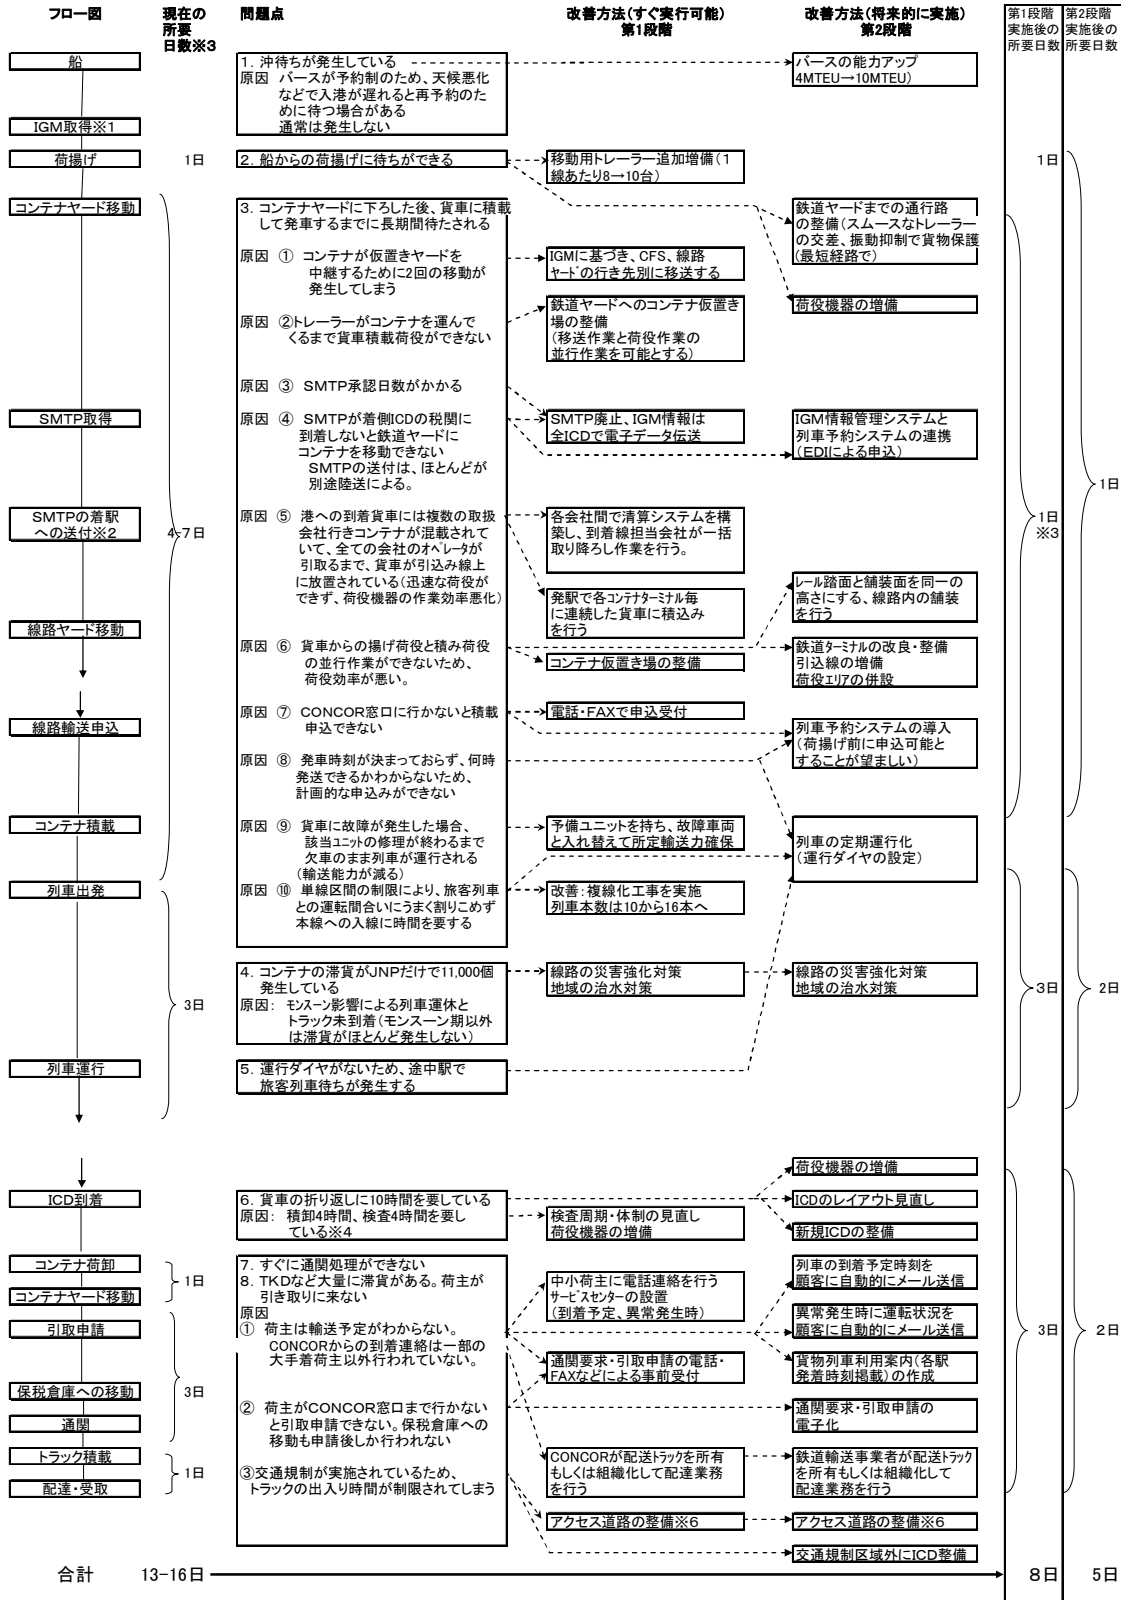 フロー図
現在の
所要
日数※3
問題点
改善方法(すぐ実行可能)
第1段階
改善方法(将来的に実施)
第2段階
第1段階
実施後の
所要日数
第2段階
実施後の
所要日数
船
1. 沖待ちが発生している
原因 バースが予約制のため、天候悪化
などで入港が遅れると再予約のた
めに待つ場合がある
通常は発生しない
バースの能力アップ
4MTEU→10MTEU)
IGM取得※1
荷揚げ
1日
2. 船からの荷揚げに待ちができる
移動用トレーラー追加増備(1
線あたり8→10台)
1日
コンテナヤード移動
3. コンテナヤードに下ろした後、貨車に積載
して発車するまでに長期間待たされる
鉄道ヤードまでの通行路
の整備(スムースなトレーラー
の交差、振動抑制で貨物保護
(最短経路で)
原因 ① コンテナが仮置きヤードを
中継するために2回の移動が
発生してしまう
IGMに基づき、CFS、線路
ヤードの行き先別に移送する
荷役機器の増備
原因 ②トレーラーがコンテナを運んで
くるまで貨車積載荷役ができない
鉄道ヤードへのコンテナ仮置き
場の整備
(移送作業と荷役作業の
並行作業を可能とする)
原因 ③ SMTP承認日数がかかる
SMTP取得
原因 ④ SMTPが着側ICDの税関に
到着しないと鉄道ヤードに
コンテナを移動できない
SMTPの送付は、ほとんどが
別途陸送による。
SMTP廃止、IGM情報は
全ICDで電子データ伝送
IGM情報管理システムと
列車予約システムの連携
(EDIによる申込)
1日
SMTPの着駅
への送付※2
4-7日
原因 ⑤ 港への到着貨車には複数の取扱
会社行きコンテナが混載されて
いて、全ての会社のオペレータが
引取るまで、貨車が引込み線上
に放置されている(迅速な荷役が
できず、荷役機器の作業効率悪化)
各会社間で清算システムを構
築し、到着線担当会社が一括
取り降ろし作業を行う。
1日
※3
発駅で各コンテナターミナル毎
に連続した貨車に積込み
を行う
レール踏面と舗装面を同一の
高さにする、線路内の舗装
を行う
線路ヤード移動
原因 ⑥ 貨車からの揚げ荷役と積み荷役
の並行作業ができないため、
荷役効率が悪い。
コンテナ仮置き場の整備
鉄道ターミナルの改良・整備
引込線の増備
荷役エリアの併設
線路輸送申込
原因 ⑦ CONCOR窓口に行かないと積載
申込できない
電話・FAXで申込受付
列車予約システムの導入
(荷揚げ前に申込可能と
することが望ましい)
原因 ⑧ 発車時刻が決まっておらず、何時
発送できるかわからないため、
計画的な申込みができない
コンテナ積載
原因 ⑨ 貨車に故障が発生した場合、
該当ユニットの修理が終わるまで
欠車のまま列車が運行される
(輸送能力が減る)
予備ユニットを持ち、故障車両
と入れ替えて所定輸送力確保
列車の定期運行化
(運行ダイヤの設定)
列車出発
原因 ⑩ 単線区間の制限により、旅客列車
との運転間合いにうまく割りこめず
本線への入線に時間を要する
改善：複線化工事を実施
列車本数は10から16本へ
3日
4. コンテナの滞貨がJNPだけで11,000個
発生している
原因: モンスーン影響による列車運休と
トラック未到着(モンスーン期以外
は滞貨がほとんど発生しない)
線路の災害強化対策
地域の治水対策
線路の災害強化対策
地域の治水対策
3日
2日
列車運行
5. 運行ダイヤがないため、途中駅で
旅客列車待ちが発生する
荷役機器の増備
ICD到着
6. 貨車の折り返しに10時間を要している
原因: 積卸4時間、検査4時間を要し
ている※4
検査周期・体制の見直し
荷役機器の増備
ICDのレイアウト見直し
新規ICDの整備
コンテナ荷卸
1日
コンテナヤード移動
7. すぐに通関処理ができない
8. TKDなど大量に滞貨がある。荷主が
引き取りに来ない
原因
① 荷主は輸送予定がわからない。
CONCORからの到着連絡は一部の
大手着荷主以外行われていない。
中小荷主に電話連絡を行う
サービスセンターの設置
(到着予定、異常発生時)
列車の到着予定時刻を
顧客に自動的にメール送信
異常発生時に運転状況を
顧客に自動的にメール送信
引取申請
3日
2日
通関要求・引取申請の電話・
FAXなどによる事前受付
貨物列車利用案内(各駅
発着時刻掲載)の作成
保税倉庫への移動
3日
通関
② 荷主がCONCOR窓口まで行かない
と引取申請できない。保税倉庫への
移動も申請後しか行われない
通関要求・引取申請の
電子化
トラック積載
1日
配達・受取
③交通規制が実施されているため、
トラックの出入り時間が制限されてしまう
CONCORが配送トラックを所有
もしくは組織化して配達業務
を行う
鉄道輸送事業者が配送トラック
を所有もしくは組織化して
配達業務を行う
アクセス道路の整備※6
アクセス道路の整備※6
交通規制区域外にICD整備
合計
13-16日
8日
5日